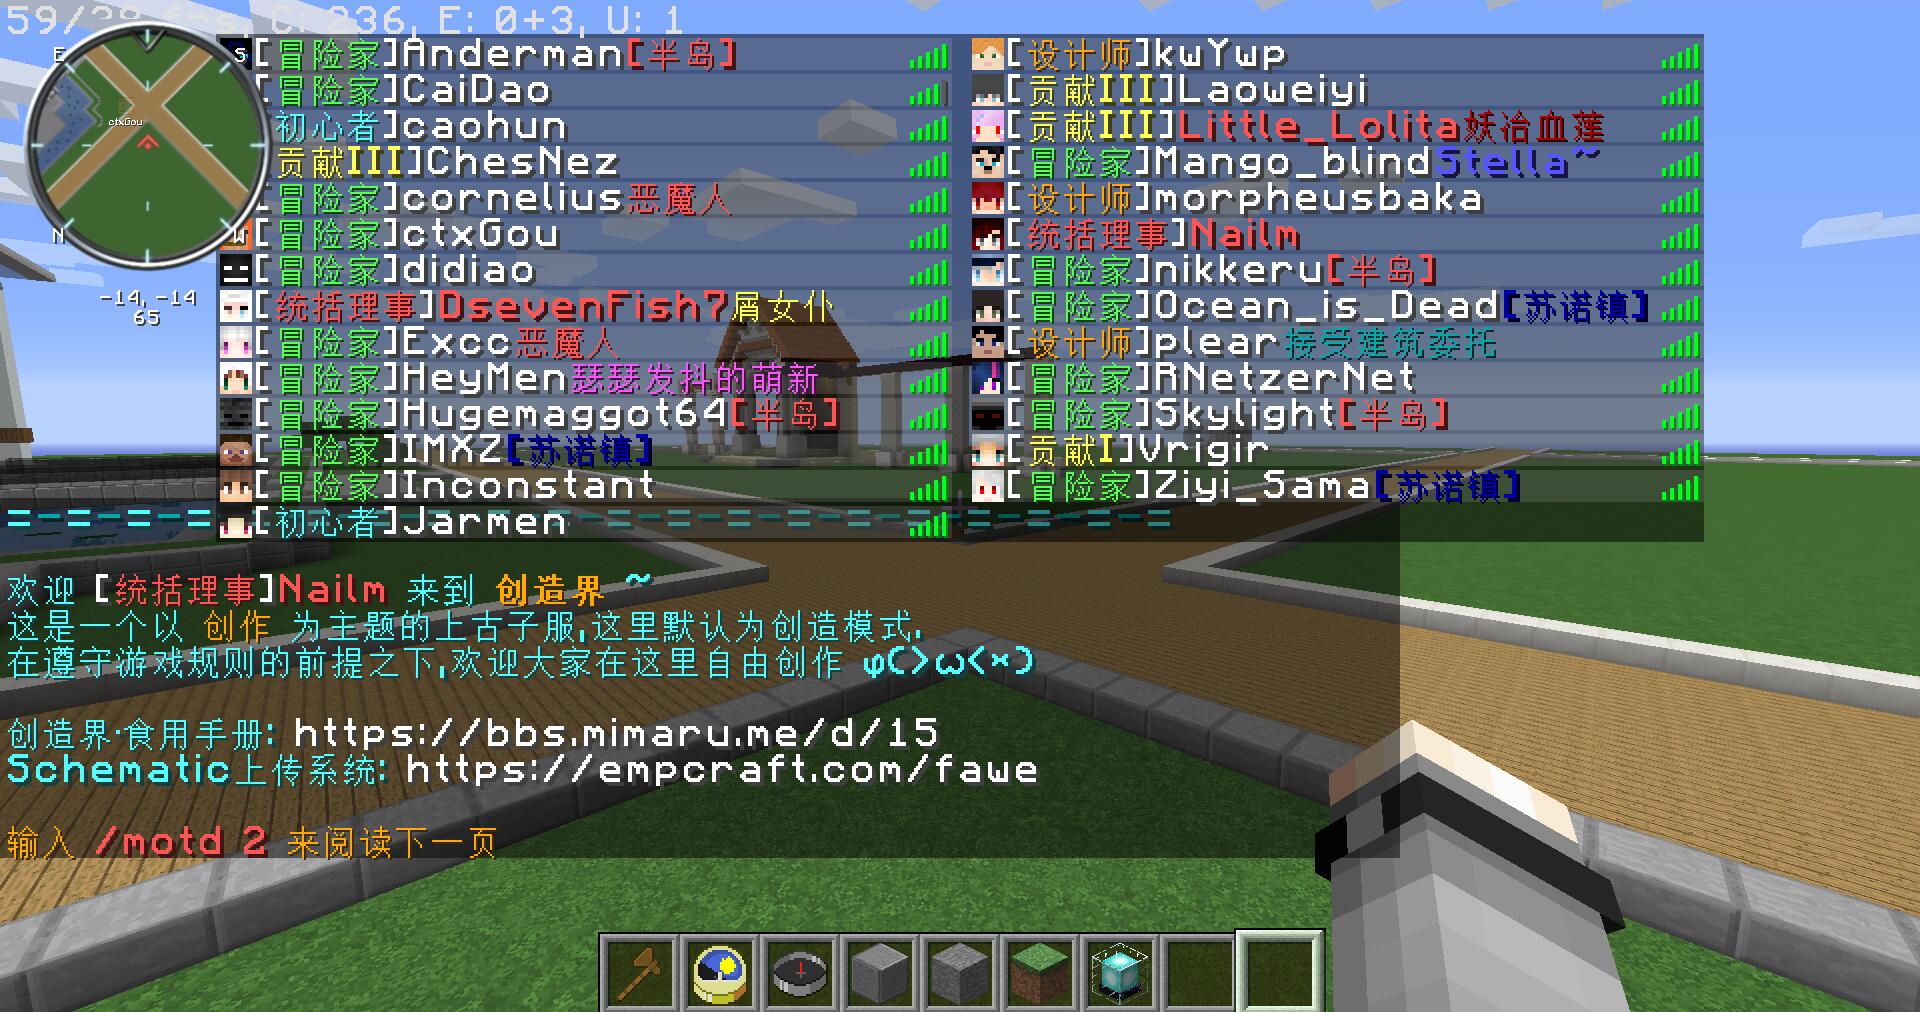 C: 236, E: 0+3, U: 1
E
S
ctxGou
N
W
-14, -14
65
[冒险家]Anderman[半岛]
[冒险家]CaiDao
初心者]caohun
贡献III]ChesNez
[冒险家]cornelius恶魔人
[冒险家]ctxGou
[冒险家]didiao
[统括理事]DsevenFish7屑女仆
[冒险家]Excc恶魔人
[冒险家]HeyMen瑟瑟发抖的萌新
[冒险家]Hugemaggot64[半岛]
[冒险家]IMXZ[苏诺镇]
[冒险家]Inconstant
[初心者]Jarmen
[设计师]kwYwp
[贡献III]Laoweiyi
[贡献III]Little_Lolita妖冶血莲
[冒险家]Mango_blindStella~
[设计师]morpheusbaka
[统括理事]Nailm
[冒险家]nikkeru[半岛]
[冒险家]Ocean_is_Dead[苏诺镇]
[设计师]plear接受建筑委托
[冒险家]RNetzerNet
[冒险家]Skylight[半岛]
[贡献I]Vrigir
[冒险家]Ziyi_Sama[苏诺镇]
欢迎 [统括理事]Nailm 来到 创造界 ~
这是一个以 创作 为主题的上古子服,这里默认为创造模式.
在遵守游戏规则的前提之下,欢迎大家在这里自由创作 φ(>ω<*)
创造界·食用手册: https://bbs.mimaru.me/d/15
Schematic上传系统: https://empcraft.com/fawe
输入 /motd 2 来阅读下一页